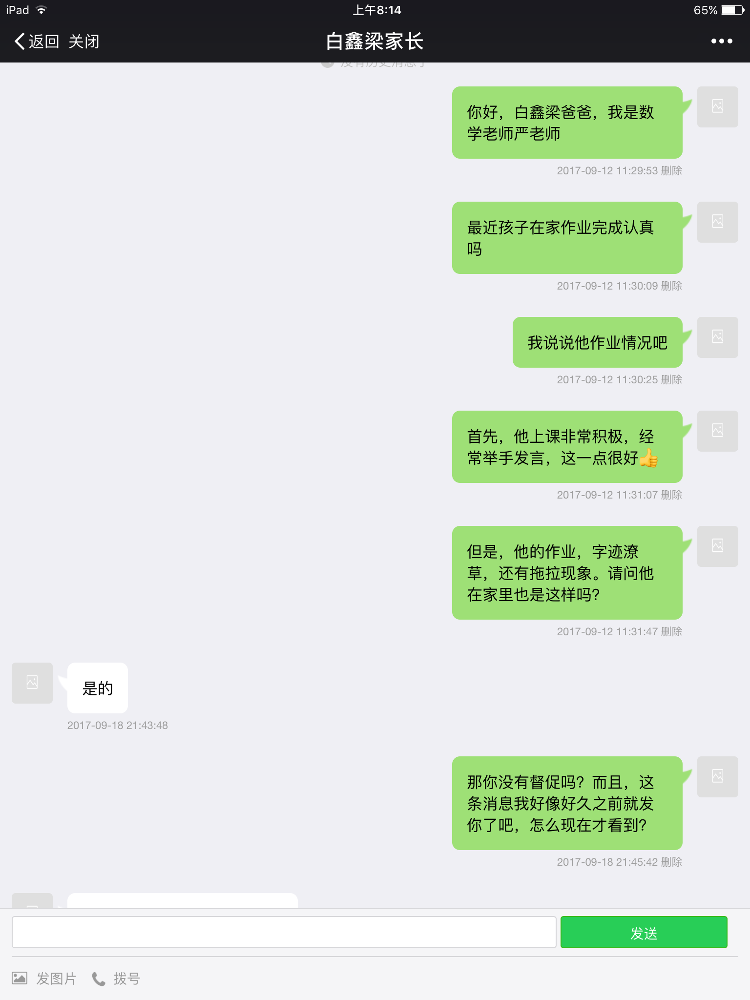 iPad
上午8:14
65%
返回 关闭
白鑫梁家长
没有历史消息了
你好，白鑫梁爸爸，我是数
学老师严老师
2017-09-12 11:29:53 删除
最近孩子在家作业完成认真
吗
2017-09-12 11:30:09 删除
我说说他作业情况吧
2017-09-12 11:30:25 删除
首先，他上课非常积极，经
常举手发言，这一点很好👍
2017-09-12 11:31:07 删除
但是，他的作业，字迹潦
草，还有拖拉现象。请问他
在家里也是这样吗？
2017-09-12 11:31:47 删除
是的
2017-09-18 21:43:48
那你没有督促吗？而且，这
条消息我好像好久之前就发
你了吧，怎么现在才看到？
2017-09-18 21:45:42 删除
发送
发图片
拨号